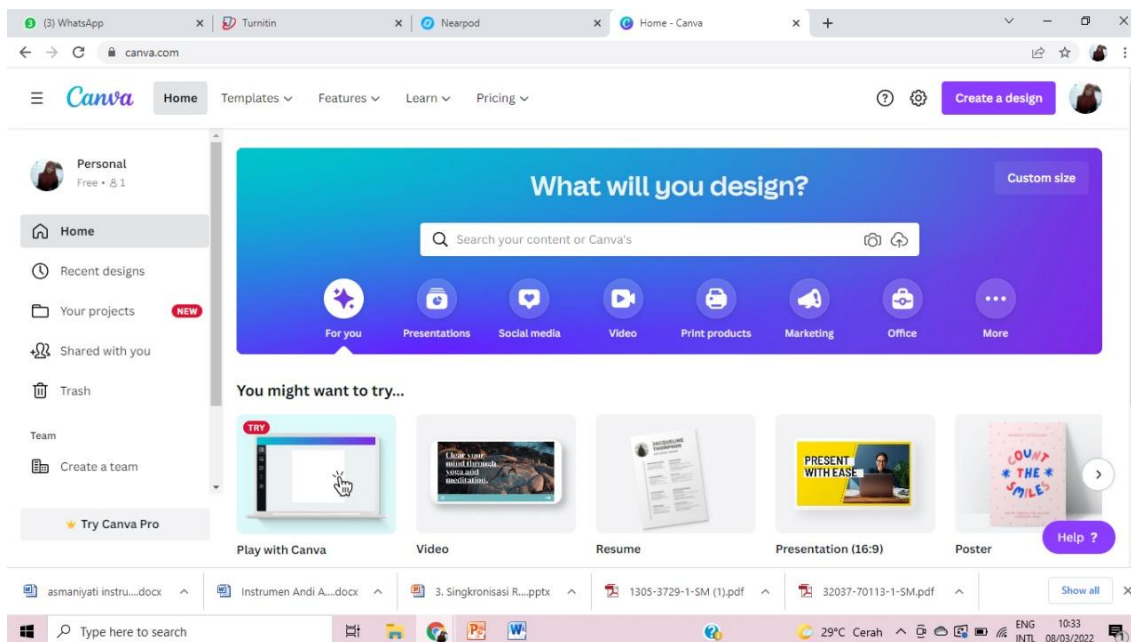 (3) WhatsApp
Turnitin
Nearpod
Home - Canva
canva.com
Canva
Home
Templates
Features
Learn
Pricing
Create a design
Personal
Free • 1
Home
Recent designs
Your projects
NEW
Shared with you
Trash
Team
Create a team
Try Canva Pro
What will you design?
Custom size
Search your content or Canva's
For you
Presentations
Social media
Video
Print products
Marketing
Office
More
You might want to try...
TRY
Clear your
mind through
yoga and
meditation.
JACQUELINE
THOMPSON
PRESENT
WITH EASE
COUNT
* THE *
SMILES
Play with Canva
Video
Resume
Presentation (16:9)
Poster
Help ?
asmaniyati instru....docx
Instrumen Andi A....docx
3. Singkronisasi R....pptx
1305-3729-1-SM (1).pdf
32037-70113-1-SM.pdf
Show all
Type here to search
29°C Cerah
ENG
INTL
10:33
08/03/2022